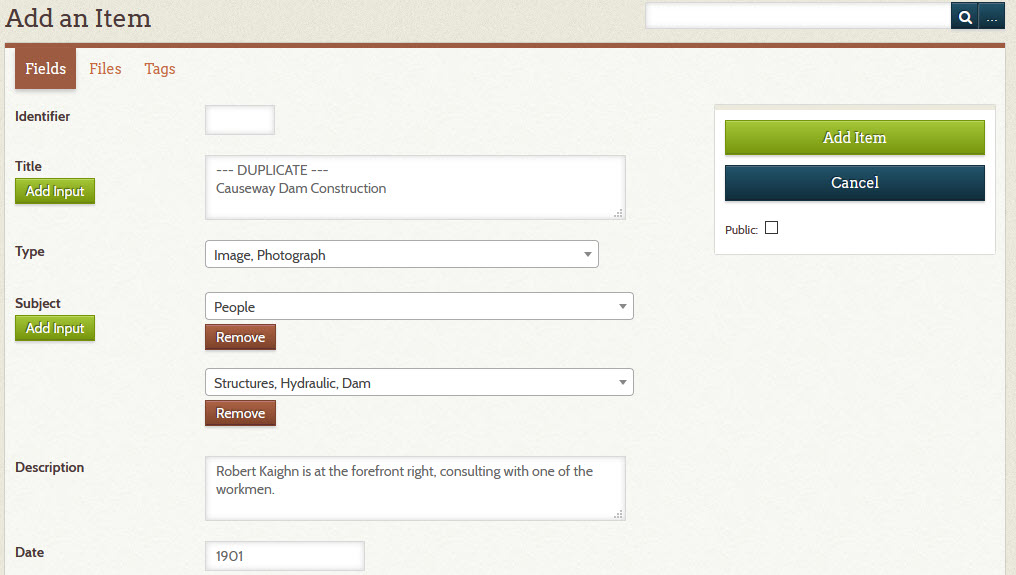 Add an Item
...
Fields Files Tags
Identifier
Add Item
Title
Add Input
--- DUPLICATE ---
Causeway Dam Construction
Cancel
Public:
Type
Image, Photograph
Subject
Add Input
People
Remove
Structures, Hydraulic, Dam
Remove
Description
Robert Kaighn is at the forefront right, consulting with one of the
workmen.
Date
1901